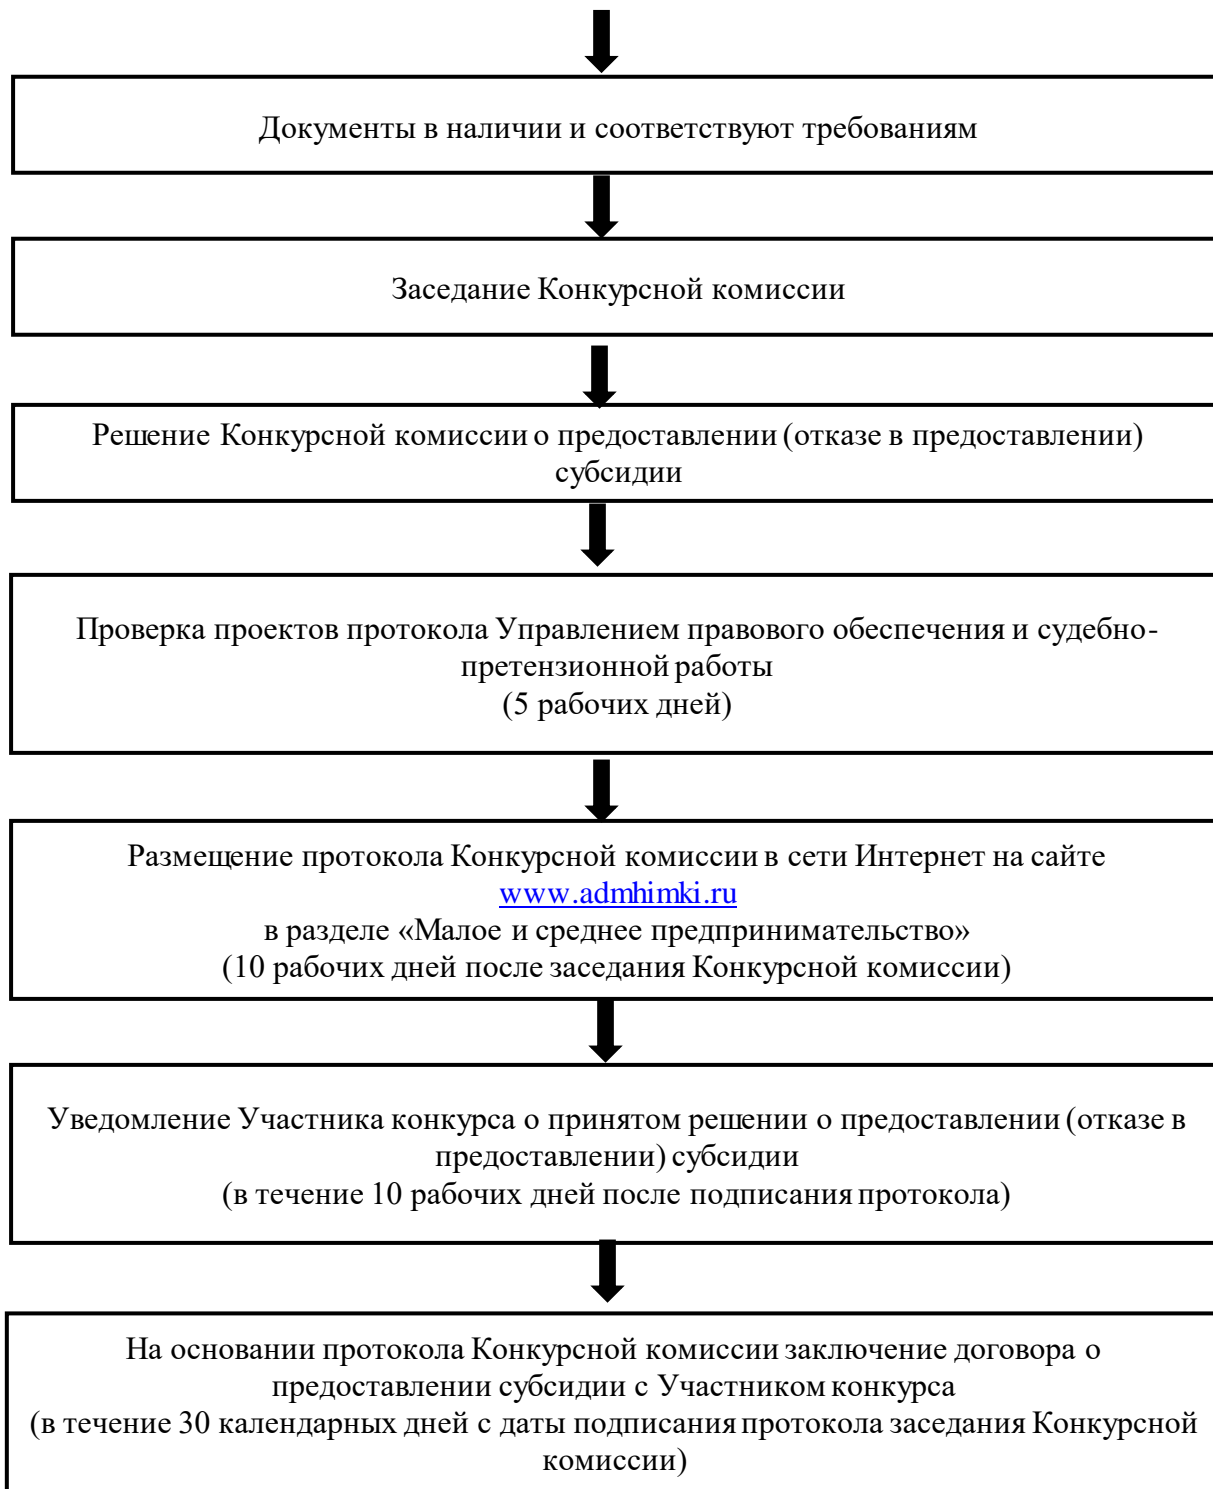 Документы в наличии и соответствуют требованиям
Заседание Конкурсной комиссии
Решение Конкурсной комиссии о предоставлении (отказе в предоставлении)
субсидии
Проверка проектов протокола Управлением правового обеспечения и судебно-
претензионной работы
(5 рабочих дней)
Размещение протокола Конкурсной комиссии в сети Интернет на сайте
www.admhimki.ru
в разделе «Малое и среднее предпринимательство»
(10 рабочих дней после заседания Конкурсной комиссии)
Уведомление Участника конкурса о принятом решении о предоставлении (отказе в
предоставлении) субсидии
(в течение 10 рабочих дней после подписания протокола)
На основании протокола Конкурсной комиссии заключение договора о
предоставлении субсидии с Участником конкурса
(в течение 30 календарных дней с даты подписания протокола заседания Конкурсной
комиссии)